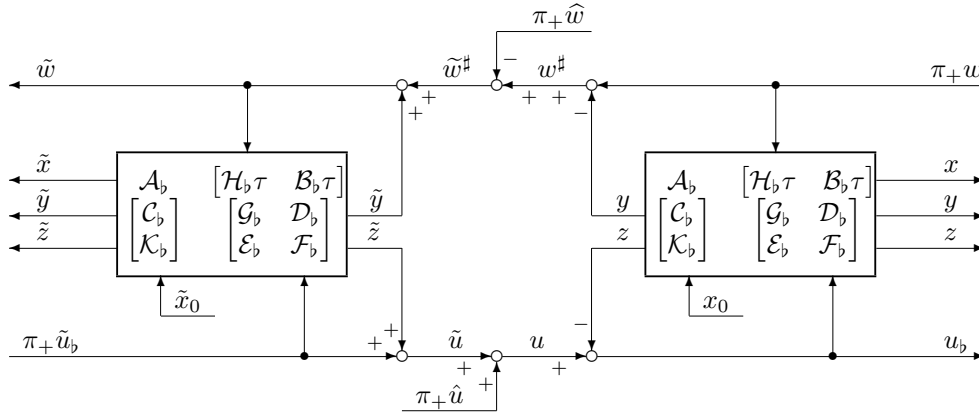 π₊ŵ
w̃ w̃♯ − w♯ π₊w
+ + + + + −
x̃ 𝒜♭ [ℋ♭τ ℬ♭τ] 𝒜♭ [ℋ♭τ ℬ♭τ] x
ỹ [𝒞♭ [𝒢♭ 𝒟♭ ỹ y [𝒞♭ [𝒢♭ 𝒟♭ y
z̃ 𝒦♭] ℰ♭ ℱ♭] z̃ z 𝒦♭] ℰ♭ ℱ♭] z
x̃₀ x₀
π₊ũ♭ + + ũ + + u + − u♭
π₊û